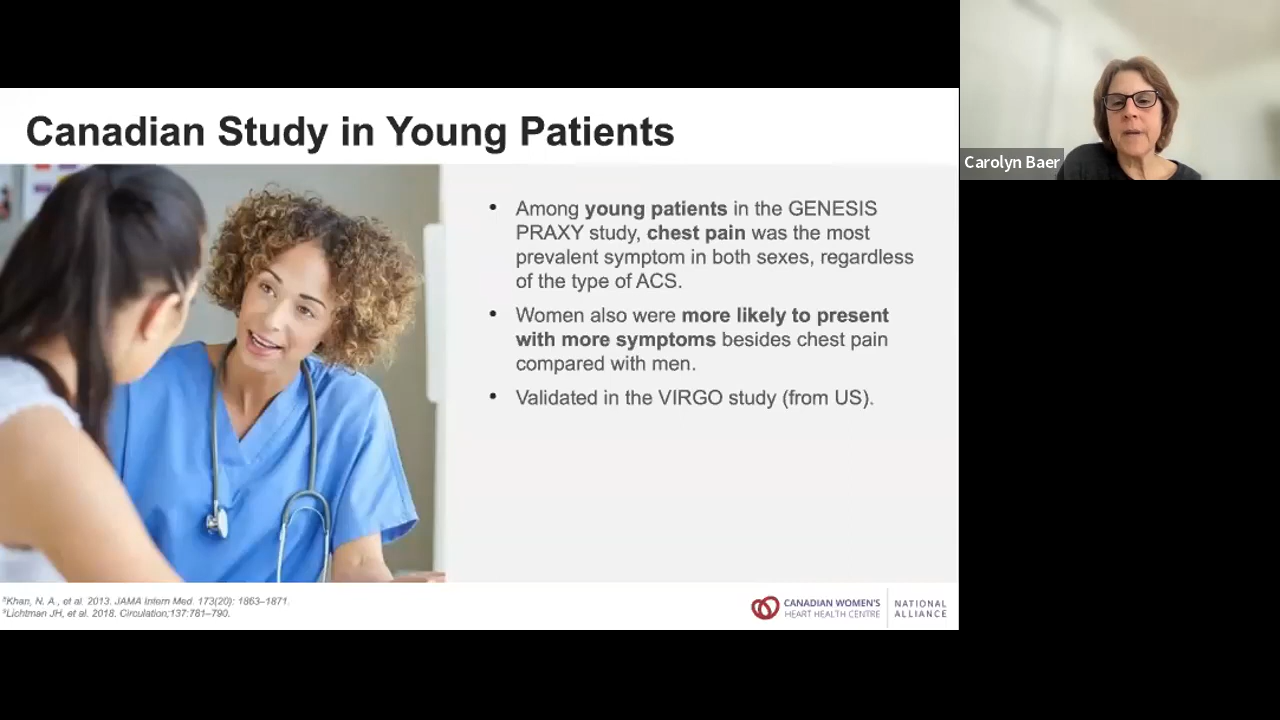 Canadian Study in Young Patients
Carolyn Baer
• Among young patients in the GENESIS
PRAXY study, chest pain was the most
prevalent symptom in both sexes, regardless
of the type of ACS.
• Women also were more likely to present
with more symptoms besides chest pain
compared with men.
• Validated in the VIRGO study (from US).
Khan, N. A., et al 2013. JAMA Intern Med. 173(20): 1863–1871.
Lichtman JH, et al. 2018. Circulation;137:781–790.
CANADIAN WOMEN'S
HEART HEALTH CENTRE
NATIONAL
ALLIANCE